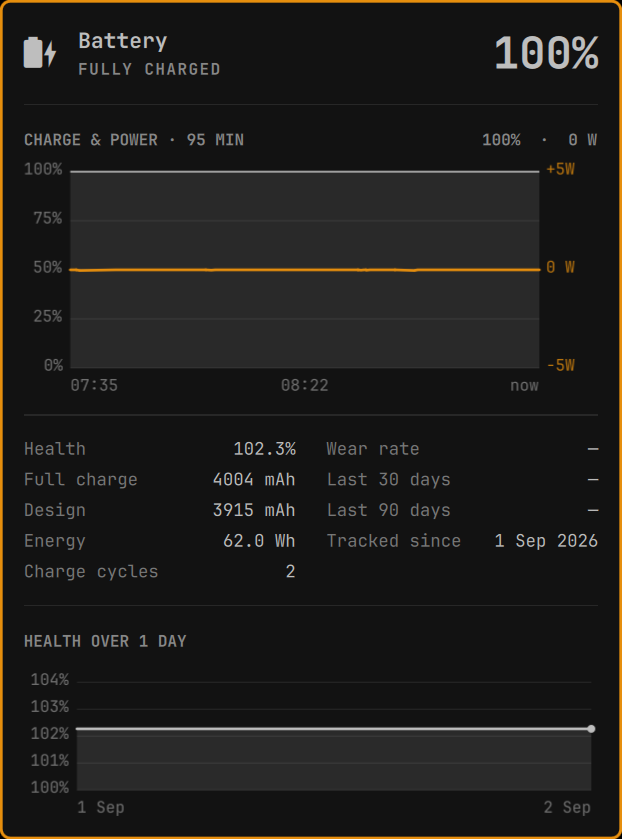 Battery
FULLY CHARGED
100%
CHARGE & POWER · 95 MIN
100% · 0 W
100%
75%
50%
25%
0%
+5W
0 W
-5W
07:35
08:22
now
Health 102.3%
Full charge 4004 mAh
Design 3915 mAh
Energy 62.0 Wh
Charge cycles 2
Wear rate —
Last 30 days —
Last 90 days —
Tracked since 1 Sep 2026
HEALTH OVER 1 DAY
104%
103%
102%
101%
100%
1 Sep
2 Sep